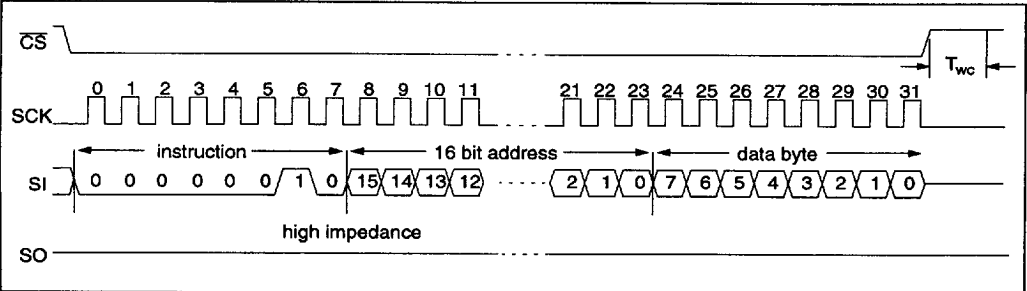 CS
Twc
0 1 2 3 4 5 6 7 8 9 10 11 21 22 23 24 25 26 27 28 29 30 31
SCK
instruction 16 bit address data byte
SI 0 0 0 0 0 0 1 0 15 14 13 12 2 1 0 7 6 5 4 3 2 1 0
high impedance
SO